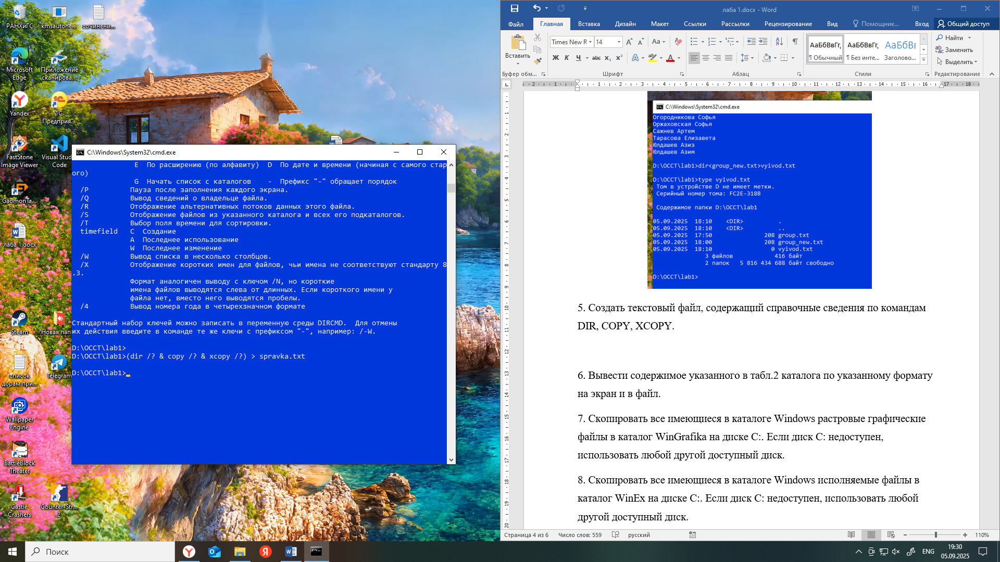 РАНХиГС
kmsautone...
сочинени...
Microsoft Edge
Приложение сканирова...
Yandex
1С Предприя...
FastStone Image Viewer
Visual Stud Code
GaomonTa...
лаба 1.docx
Steam
Новая пап
список дорам при...
Telegram
Wallpaper Engine
BattleBlock Theater
Castle Crashers
Counter-Str... 2
C:\Windows\System32\cmd.exe
E По расширению (по алфавиту) D По дате и времени (начиная с самого стар
ого)
G Начать список с каталогов - Префикс "-" обращает порядок
/P Пауза после заполнения каждого экрана.
/Q Вывод сведений о владельце файла.
/R Отображение альтернативных потоков данных этого файла.
/S Отображение файлов из указанного каталога и всех его подкаталогов.
/T Выбор поля времени для сортировки.
timefield C Создание
A Последнее использование
W Последнее изменение
/W Вывод списка в несколько столбцов.
/X Отображение коротких имен для файлов, чьи имена не соответствуют стандарту 8
.3.
Формат аналогичен выводу с ключом /N, но короткие
имена файлов выводятся слева от длинных. Если короткого имени у
файла нет, вместо него выводятся пробелы.
/4 Вывод номера года в четырехзначном формате
Стандартный набор ключей можно записать в переменную среды DIRCMD. Для отмены
их действия введите в команде те же ключи с префиксом "-", например: /-W.
D:\OCCT\lab1>
D:\OCCT\lab1>(dir /? & copy /? & xcopy /?) > spravka.txt
D:\OCCT\lab1>
лаба 1.docx - Word
Файл Главная Вставка Дизайн Макет Ссылки Рассылки Рецензирование Вид Помощник... Вход Общий доступ
Вставить
Times New R 14
Ж К Ч abc x₂ x²
Aa
АаБбВвГг, АаБбВвГг, АаБбВв
¶ Обычный ¶ Без инте... Заголово...
Найти
Заменить
Выделить
Буфер обм... Шрифт Абзац Стили Редактирование
C:\Windows\System32\cmd.exe
Огородникова Софья
Оржаховская Софья
Сажнев Артем
Тарасова Елизавета
Юлдашев Азиз
Юлдашев Азим
D:\OCCT\lab1>dir<group_new.txt>vyivod.txt
D:\OCCT\lab1>type vyivod.txt
Том в устройстве D не имеет метки.
Серийный номер тома: FC2E-318B
Содержимое папки D:\OCCT\lab1
05.09.2025 18:10 <DIR> .
05.09.2025 18:10 <DIR> ..
05.09.2025 17:50 208 group.txt
05.09.2025 18:00 208 group_new.txt
05.09.2025 18:10 0 vyivod.txt
3 файлов 416 байт
2 папок 5 816 434 688 байт свободно
D:\OCCT\lab1>
5. Создать текстовый файл, содержащий справочные сведения по командам
DIR, COPY, XCOPY.
6. Вывести содержимое указанного в табл.2 каталога по указанному формату
на экран и в файл.
7. Скопировать все имеющиеся в каталоге Windows растровые графические
файлы в каталог WinGrafika на диске C:. Если диск C: недоступен,
использовать любой другой доступный диск.
8. Скопировать все имеющиеся в каталоге Windows исполняемые файлы в
каталог WinEx на диске C:. Если диск C: недоступен, использовать любой
другой доступный диск.
Страница 4 из 6 Число слов: 559 русский 110%
Поиск
ENG
19:30
05.09.2025